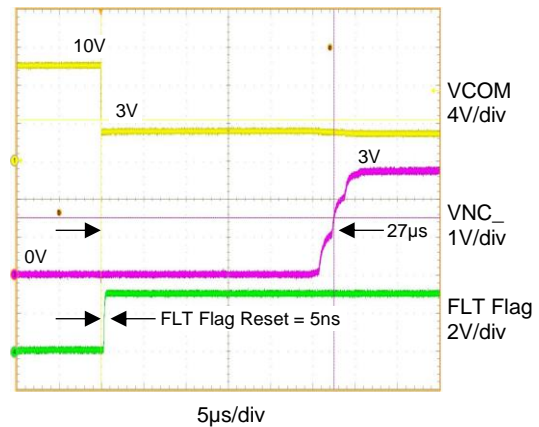 10V
VCOM
4V/div
3V
3V
VNC_
1V/div
27µs
0V
FLT Flag
2V/div
FLT Flag Reset = 5ns
5µs/div